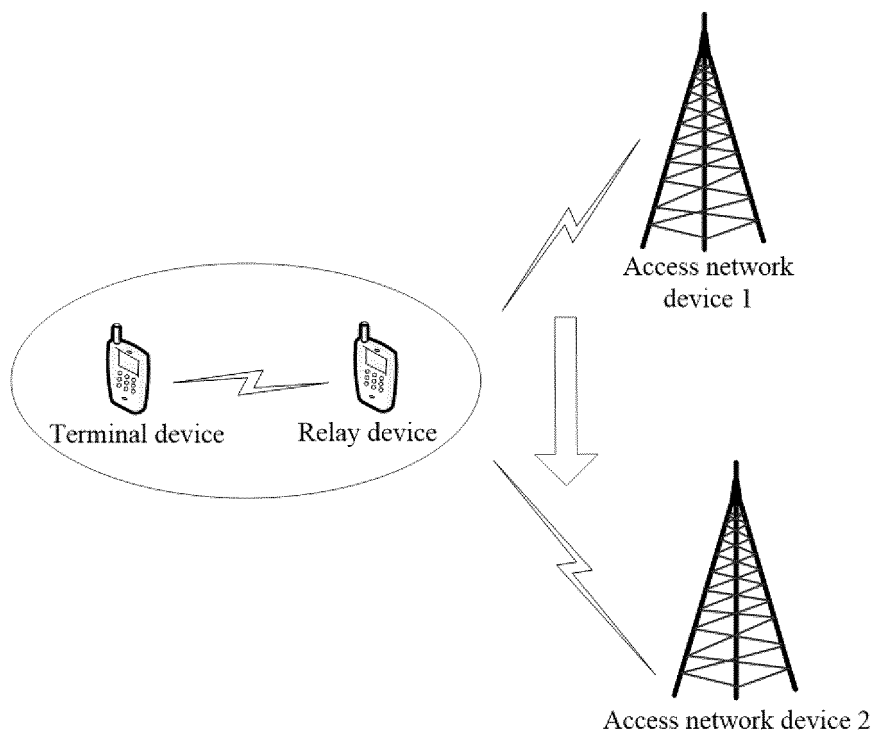 Access network
device 1
Terminal device
Relay device
Access network device 2